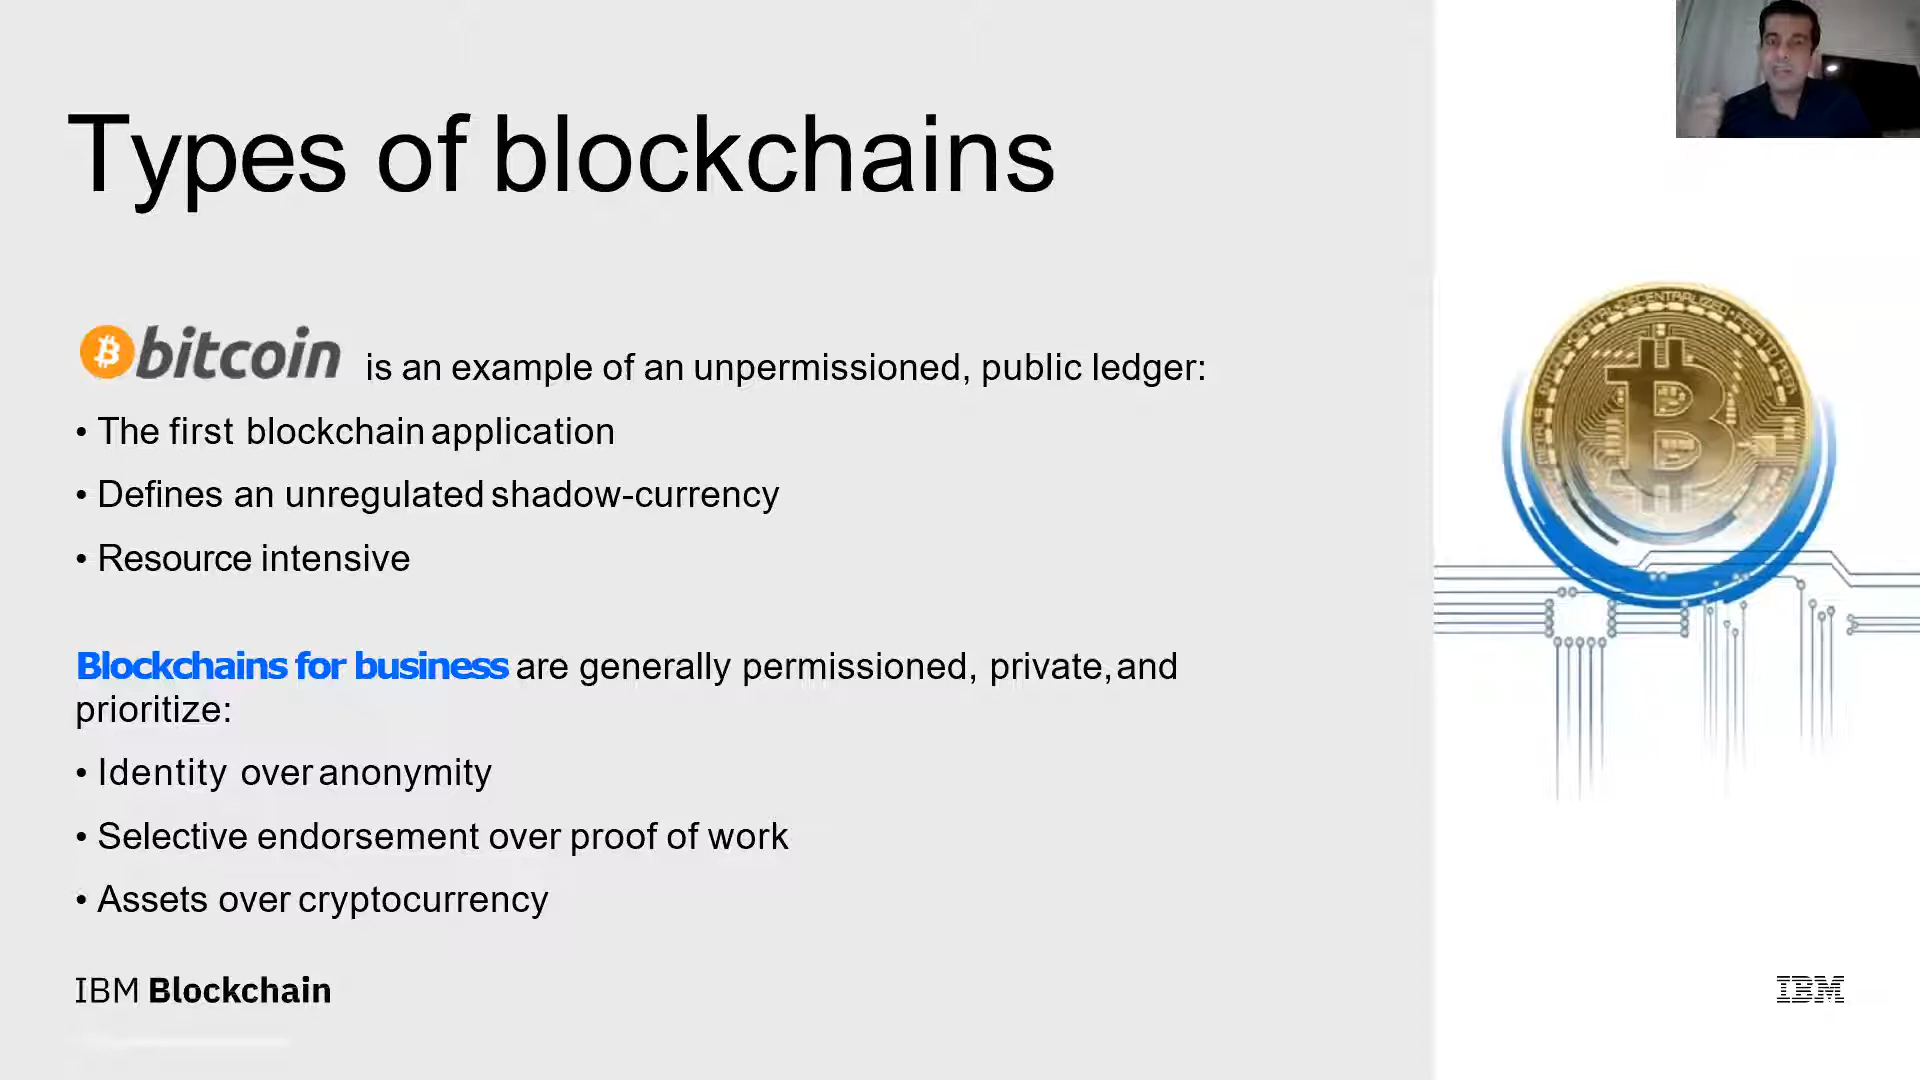 Types of blockchains
bitcoin is an example of an unpermissioned, public ledger:
• The first blockchain application
• Defines an unregulated shadow-currency
• Resource intensive
Blockchains for business are generally permissioned, private, and
prioritize:
• Identity over anonymity
• Selective endorsement over proof of work
• Assets over cryptocurrency
IBM Blockchain
IBM
DECENTRALIZED